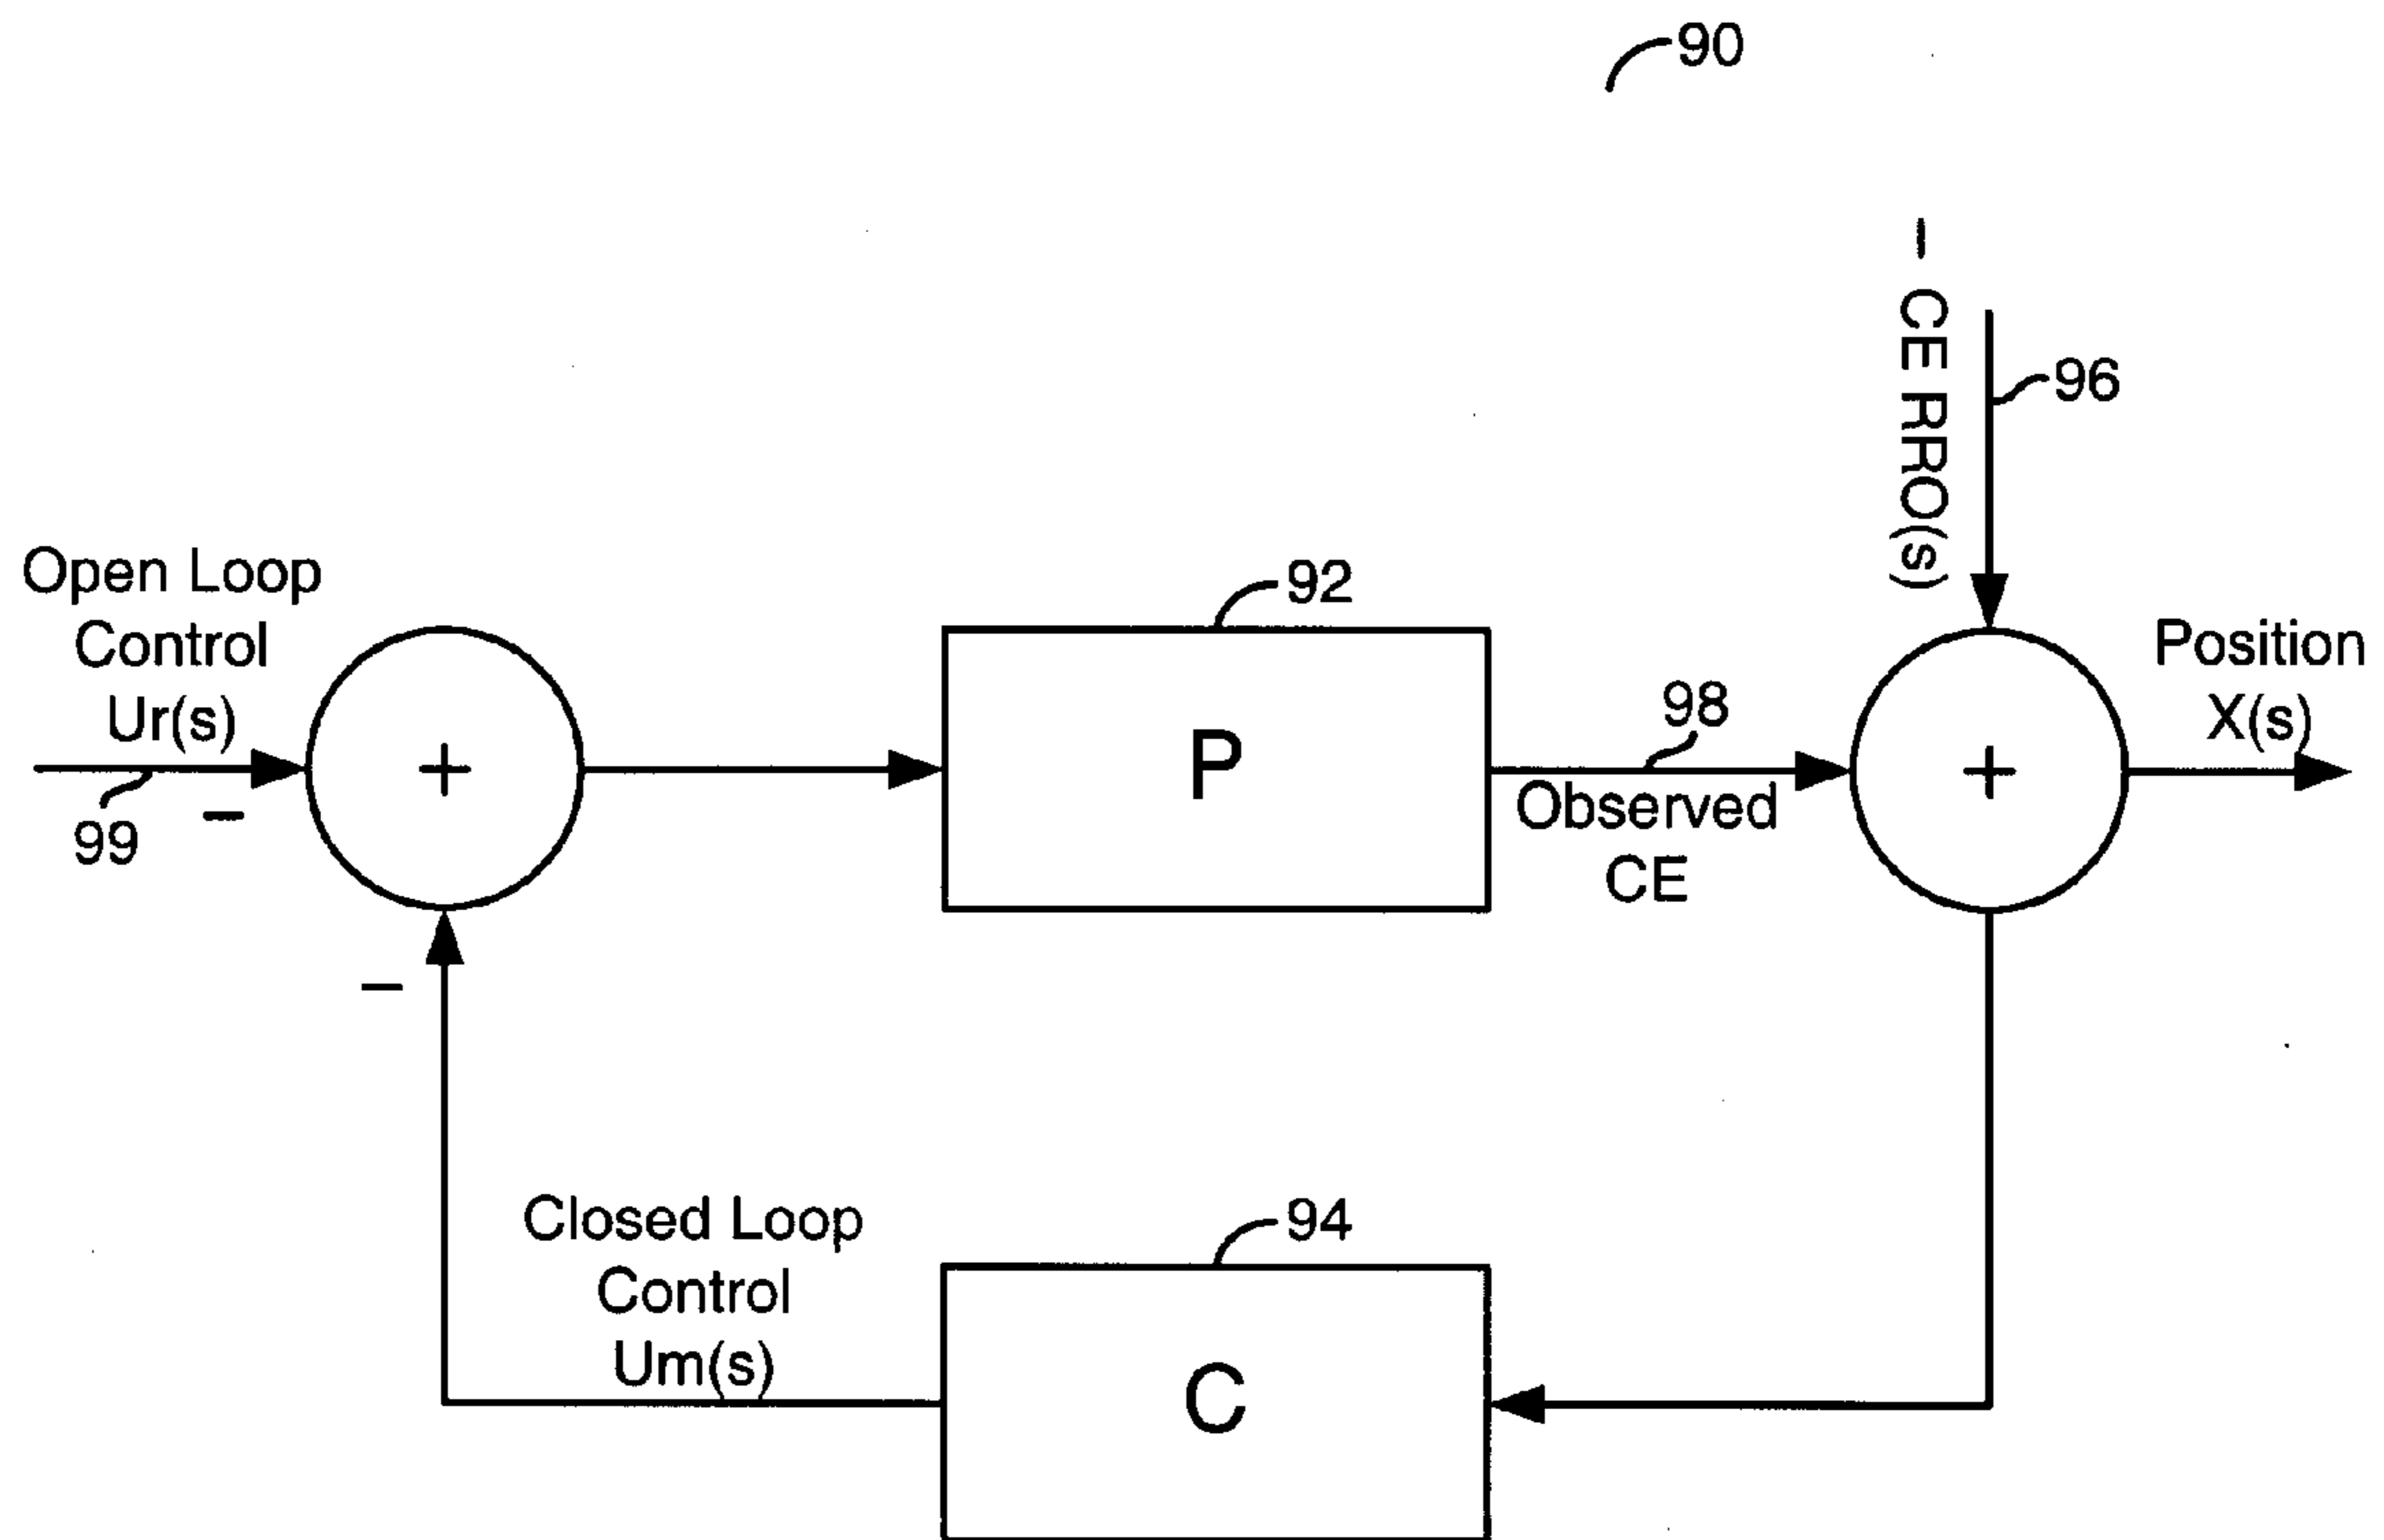 90
– CE RRO(s)
96
Open Loop
Control
Ur(s)
–
99
+
92
P
98
Observed
CE
+
Position
X(s)
–
Closed Loop
Control
Um(s)
94
C